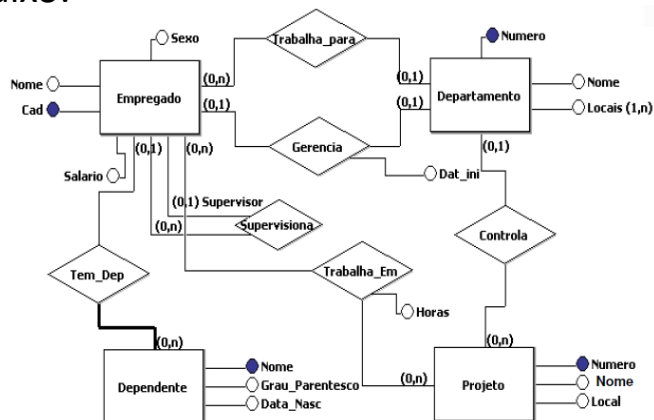 Sexo
Trabalha_para
Numero
Nome
Cad
Empregado
(0,n)
(0,1)
(0,1)
(0,1)
Departamento
Nome
Locais (1,n)
Gerencia
Dat_ini
Salario
(0,1)
(0,n)
(0,1)
(0,1) Supervisor
(0,n)
Supervisiona
Controla
Tem_Dep
Trabalha_Em
Horas
(0,n)
(0,n)
Dependente
Nome
Grau_Parentesco
Data_Nasc
(0,n)
Projeto
Numero
Nome
Local